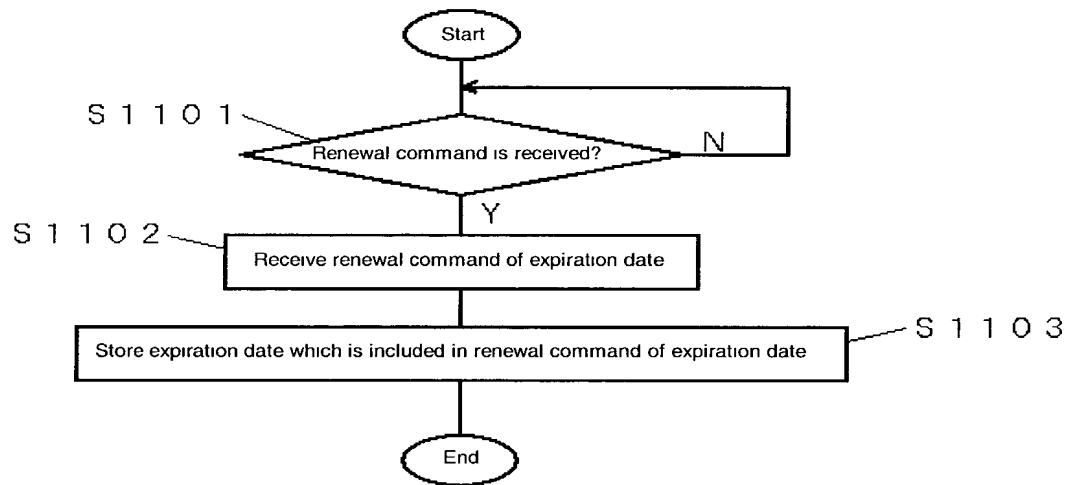 Start
S1101
Renewal command is received?
N
Y
S1102
Receive renewal command of expiration date
Store expiration date which is included in renewal command of expiration date
S1103
End